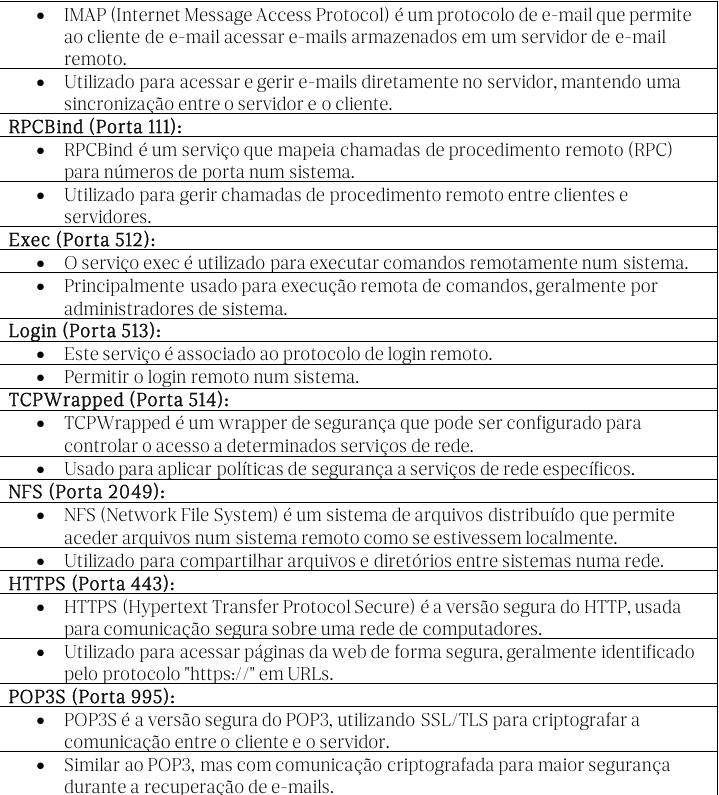 • IMAP (Internet Message Access Protocol) é um protocolo de e-mail que permite
ao cliente de e-mail acessar e-mails armazenados em um servidor de e-mail
remoto.
• Utilizado para acessar e gerir e-mails diretamente no servidor, mantendo uma
sincronização entre o servidor e o cliente.
RPCBind (Porta 111):
• RPCBind é um serviço que mapeia chamadas de procedimento remoto (RPC)
para números de porta num sistema.
• Utilizado para gerir chamadas de procedimento remoto entre clientes e
servidores.
Exec (Porta 512):
• O serviço exec é utilizado para executar comandos remotamente num sistema.
• Principalmente usado para execução remota de comandos, geralmente por
administradores de sistema.
Login (Porta 513):
• Este serviço é associado ao protocolo de login remoto.
• Permitir o login remoto num sistema.
TCPWrapped (Porta 514):
• TCPWrapped é um wrapper de segurança que pode ser configurado para
controlar o acesso a determinados serviços de rede.
• Usado para aplicar políticas de segurança a serviços de rede específicos.
NFS (Porta 2049):
• NFS (Network File System) é um sistema de arquivos distribuído que permite
aceder arquivos num sistema remoto como se estivessem localmente.
• Utilizado para compartilhar arquivos e diretórios entre sistemas numa rede.
HTTPS (Porta 443):
• HTTPS (Hypertext Transfer Protocol Secure) é a versão segura do HTTP, usada
para comunicação segura sobre uma rede de computadores.
• Utilizado para acessar páginas da web de forma segura, geralmente identificado
pelo protocolo "https://" em URLs.
POP3S (Porta 995):
• POP3S é a versão segura do POP3, utilizando SSL/TLS para criptografar a
comunicação entre o cliente e o servidor.
• Similar ao POP3, mas com comunicação criptografada para maior segurança
durante a recuperação de e-mails.